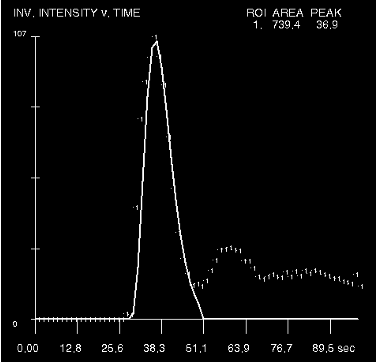 INV. INTENSITY v. TIME ROI AREA PEAK
1. 739,4 36,9
107
0
0,00 12,8 25,6 38,3 51,1 63,9 76,7 89,5 sec